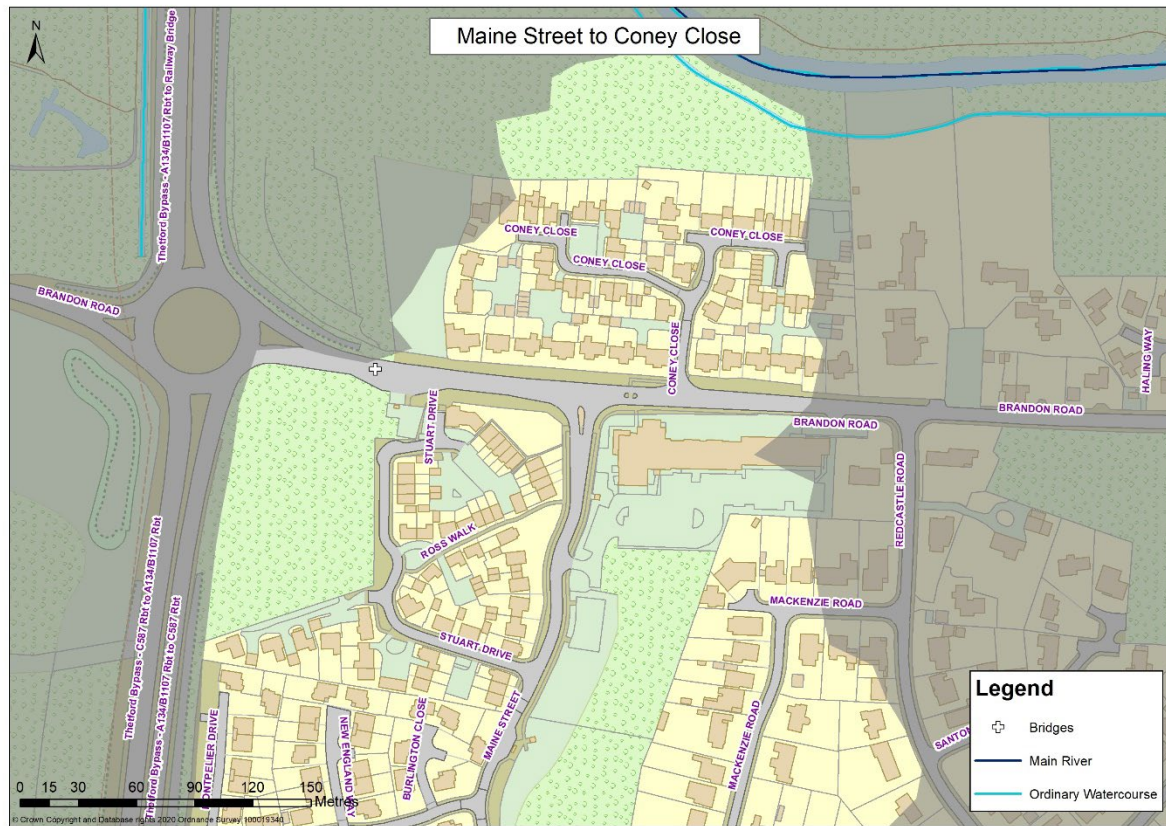 N
Maine Street to Coney Close
Thetford Bypass - A134/B1107 Rbt to Railway Bridge
BRANDON ROAD
CONEY CLOSE
CONEY CLOSE
CONEY CLOSE
CONEY CLOSE
HALING WAY
BRANDON ROAD
BRANDON ROAD
STUART DRIVE
REDCASTLE ROAD
ROSS WALK
MACKENZIE ROAD
STUART DRIVE
Thetford Bypass - C587 Rbt to A134/B1107 Rbt
Thetford Bypass - A134/B1107 Rbt to C587 Rbt
MONTPELIER DRIVE
NEW ENGLAND WAY
BURLINGTON CLOSE
MAINE STREET
MACKENZIE ROAD
SANTON
Legend
Bridges
Main River
Ordinary Watercourse
0 15 30 60 90 120 150
Metres
© Crown Copyright and Database rights 2020 Ordnance Survey 100019340